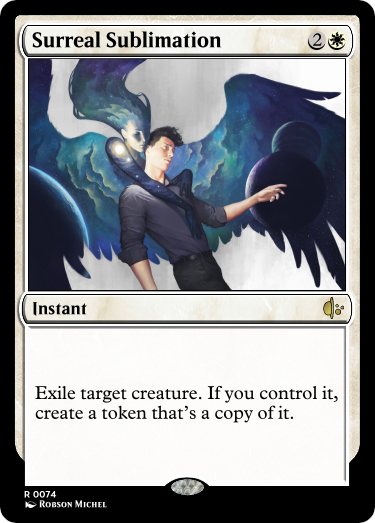 Surreal Sublimation 2
Instant
Exile target creature. If you control it,
create a token that's a copy of it.
R 0074
Robson Michel